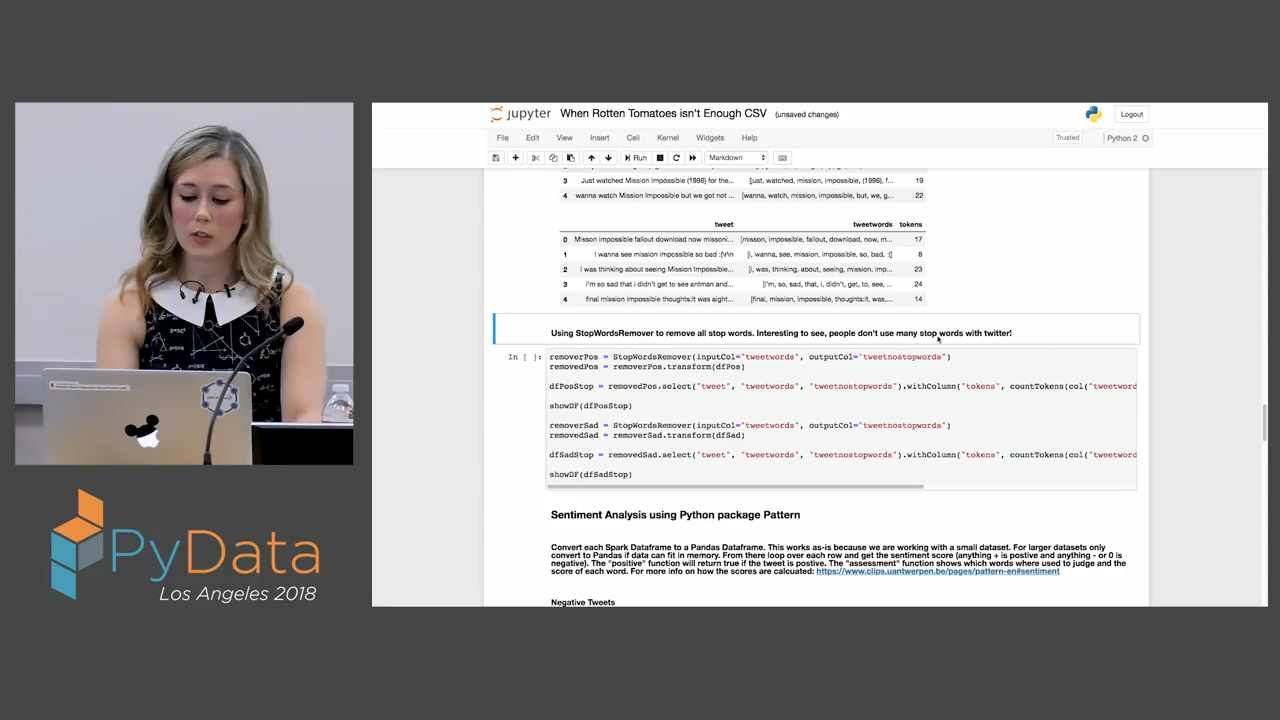 jupyter When Rotten Tomatoes isn't Enough CSV (unsaved changes) Logout
File Edit View Insert Cell Kernel Widgets Help Trusted Python 2
Run Markdown
3 Just watched Mission Impossible (1996) for the... [just, watched, mission, impossible, (1996), f... 19
4 wanna watch Mission Impossible but we got not ... [wanna, watch, mission, impossible, but, we, g... 22
tweet tweetwords tokens
0 Misson impossible fallout download now missioni... [misson, impossible, fallout, download, now, m... 17
1 I wanna see mission impossible so bad :(\r\n [i, wanna, see, mission, impossible, so, bad, :(] 8
2 I was thinking about seeing Mission Impossible... [i, was, thinking, about, seeing, mission, imp... 23
3 i'm so sad that i didn't get to see antman and... [i'm, so, sad, that, i, didn't, get, to, see, ... 24
4 final mission impossible thoughts:it was aight... [final, mission, impossible, thoughts:it, was,... 14
Using StopWordsRemover to remove all stop words. Interesting to see, people don't use many stop words with twitter!
In [ ]: removerPos = StopWordsRemover(inputCol="tweetwords", outputCol="tweetnostopwords")
removedPos = removerPos.transform(dfPos)
dfPosStop = removedPos.select("tweet", "tweetwords", "tweetnostopwords").withColumn("tokens", countTokens(col("tweetword
showDF(dfPosStop)
removerSad = StopWordsRemover(inputCol="tweetwords", outputCol="tweetnostopwords")
removedSad = removerSad.transform(dfSad)
dfSadStop = removedSad.select("tweet", "tweetwords", "tweetnostopwords").withColumn("tokens", countTokens(col("tweetword
showDF(dfSadStop)
Sentiment Analysis using Python package Pattern
Convert each Spark Dataframe to a Pandas Dataframe. This works as-is because we are working with a small dataset. For larger datasets only
convert to Pandas if data can fit in memory. From there loop over each row and get the sentiment score (anything + is postive and anything - or 0 is
negative). The "positive" function will return true if the tweet is postive. The "assessment" function shows which words where used to judge and the
score of each word. For more info on how the scores are calcuated: https://www.clips.uantwerpen.be/pages/pattern-en#sentiment
Negative Tweets
PyData
Los Angeles 2018